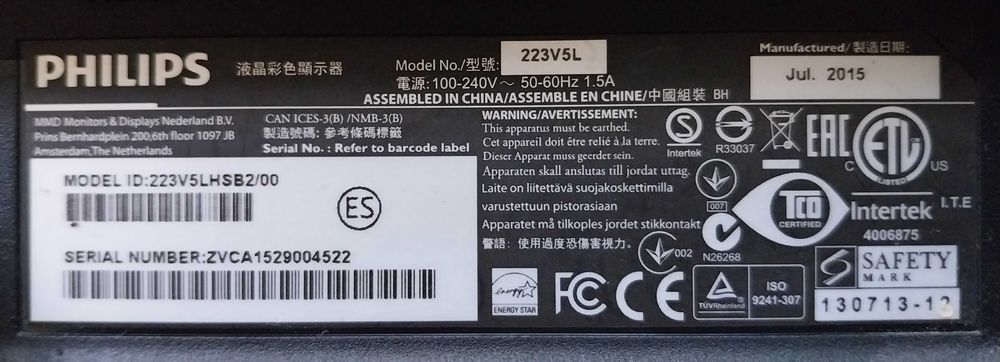 PHILIPS 液晶彩色顯示器
Model No./型號: 223V5L
電源: 100-240V～ 50-60Hz 1.5A
Manufactured/製造日期:
Jul. 2015
ASSEMBLED IN CHINA/ASSEMBLE EN CHINE/中國組裝 BH
MMD Monitors & Displays Nederland B.V.
Prins Bernhardplein 200,6th floor 1097 JB
Amsterdam,The Netherlands
CAN ICES-3(B) /NMB-3(B)
製造號碼: 參考條碼標籤
Serial No. : Refer to barcode label
MODEL ID:223V5LHSB2/00
ES
SERIAL NUMBER:ZVCA1529004522
WARNING/AVERTISSEMENT:
This apparatus must be earthed.
Cet appareil doit être relié à.la terre.
Dieser Apparat muss geerdet sein.
Apparaten skall anslutas till jordat uttag.
Laite on liitettävä suojakoskettimilla
varustettuun pistorasiaan
Apparatet må tilkoples jordet stikkontakt
警語: 使用過度恐傷害視力。
S
Intertek
R33037
EAC
C ETL US
LISTED
Intertek
4006875
I.T.E
007
002
N26268
TCO
CERTIFIED
energy
ENERGY STAR
FC CE
TÜVRheinland
ISO
9241-307
S SAFETY
MARK
130713-13